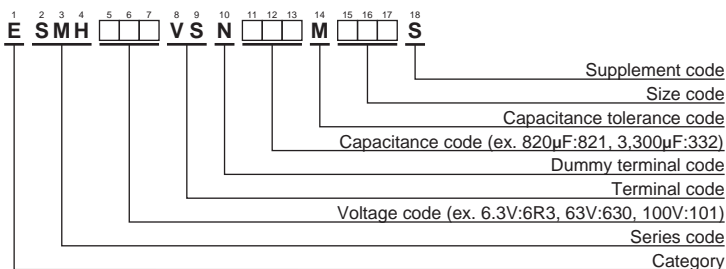 1 2 3 4 5 6 7 8 9 10 11 12 13 14 15 16 17 18
E SMH VS N M S
Supplement code
Size code
Capacitance tolerance code
Capacitance code (ex. 820µF:821, 3,300µF:332)
Dummy terminal code
Terminal code
Voltage code (ex. 6.3V:6R3, 63V:630, 100V:101)
Series code
Category